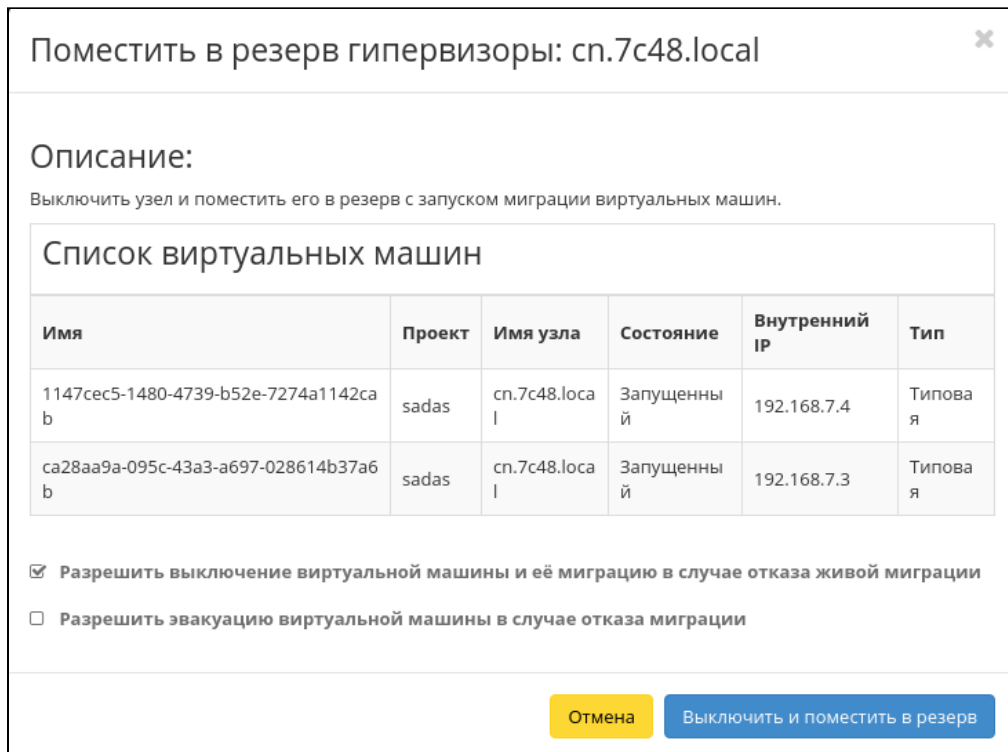 Поместить в резерв гипервизоры: cn.7c48.local
×
Описание:
Выключить узел и поместить его в резерв с запуском миграции виртуальных машин.
Список виртуальных машин
Имя Проект Имя узла Состояние Внутренний IP Тип
1147cec5-1480-4739-b52e-7274a1142ca
b sadas cn.7c48.loca
l Запущенны
й 192.168.7.4 Типова
я
ca28aa9a-095c-43a3-a697-028614b37a6
b sadas cn.7c48.loca
l Запущенны
й 192.168.7.3 Типова
я
Разрешить выключение виртуальной машины и её миграцию в случае отказа живой миграции
Разрешить эвакуацию виртуальной машины в случае отказа миграции
Отмена Выключить и поместить в резерв